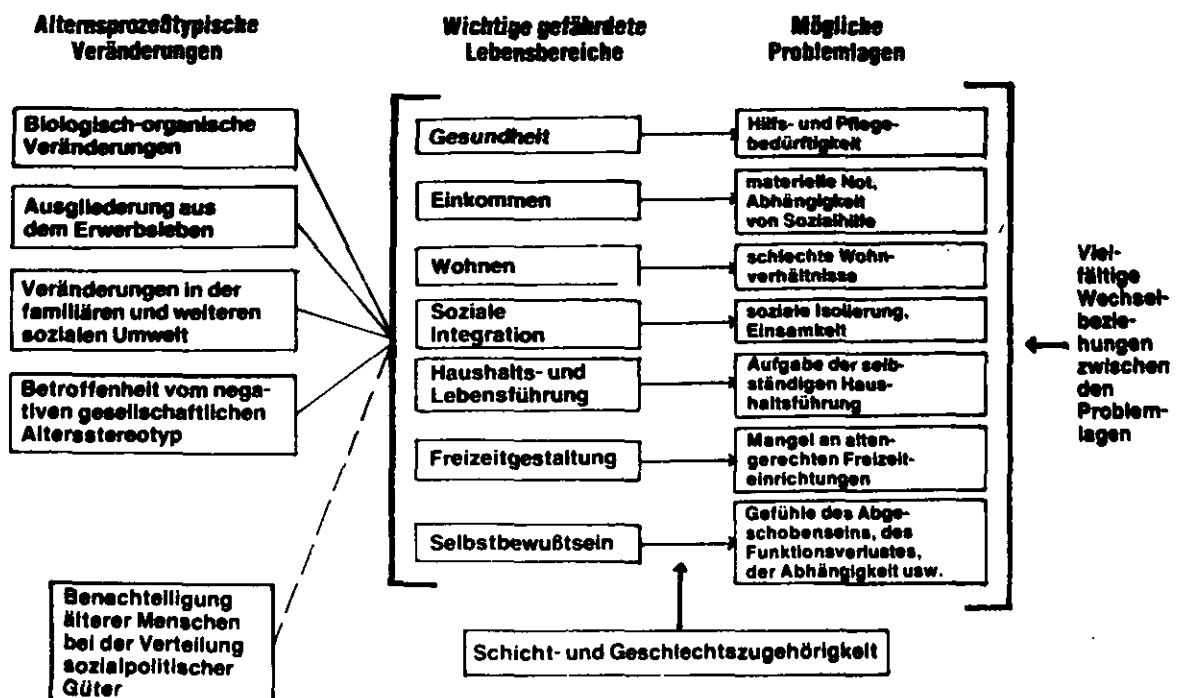 Alternsprozeßtypische
Veränderungen
Wichtige gefährdete
Lebensbereiche
Mögliche
Problemlagen
Biologisch-organische
Veränderungen
Ausgliederung aus
dem Erwerbsleben
Veränderungen in der
familiären und weiteren
sozialen Umwelt
Betroffenheit vom nega-
tiven gesellschaftlichen
Altersstereotyp
Benachteiligung
älterer Menschen
bei der Verteilung
sozialpolitischer
Güter
Gesundheit
Einkommen
Wohnen
Soziale
Integration
Haushalts- und
Lebensführung
Freizeitgestaltung
Selbstbewußtsein
Hilfs- und Pflege-
bedürftigkeit
materielle Not,
Abhängigkeit
von Sozialhilfe
schlechte Wohn-
verhältnisse
soziale Isolierung,
Einsamkeit
Aufgabe der selb-
ständigen Haus-
haltsführung
Mangel an alten-
gerechten Freizeit-
einrichtungen
Gefühle des Abge-
schobenseins, des
Funktionsverlustes,
der Abhängigkeit usw.
Schicht- und Geschlechtszugehörigkeit
Viel-
fältige
Wechsel-
bezie-
hungen
zwischen
den
Problem-
lagen